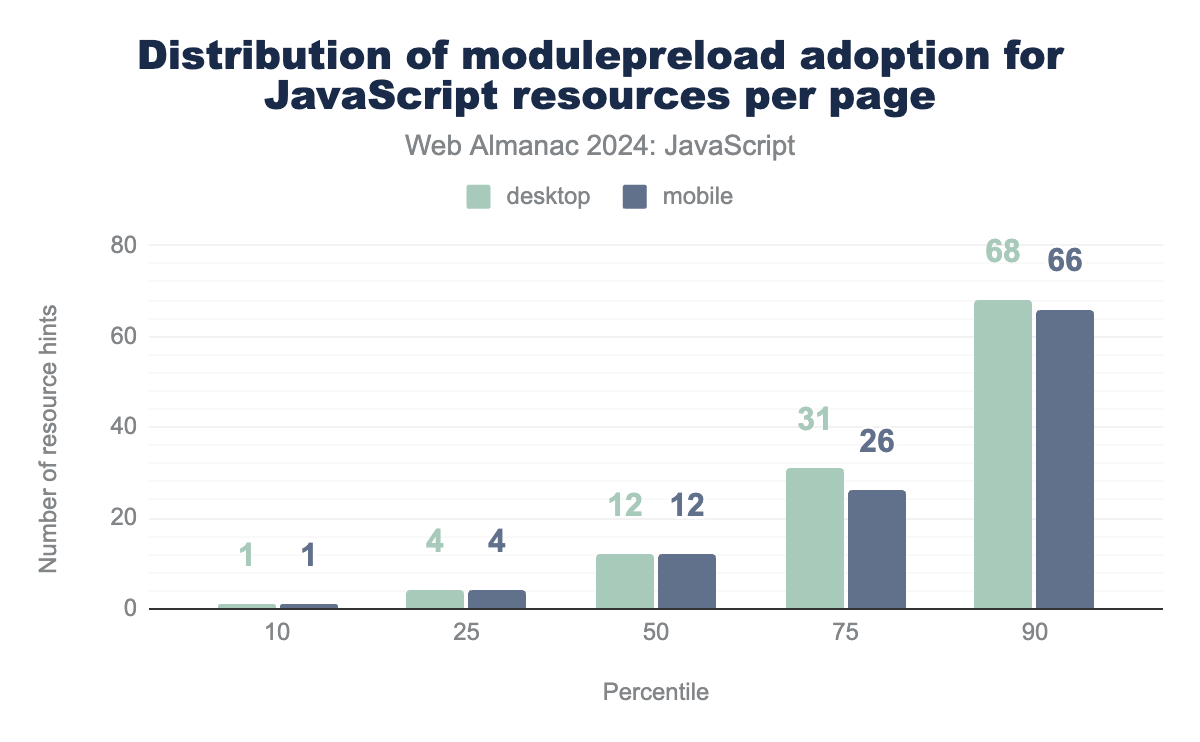 Distribution of modulepreload adoption for
JavaScript resources per page
Web Almanac 2024: JavaScript
desktop mobile
Number of resource hints
80
60
40
20
0
1 1
4 4
12 12
31 26
68 66
10 25 50 75 90
Percentile